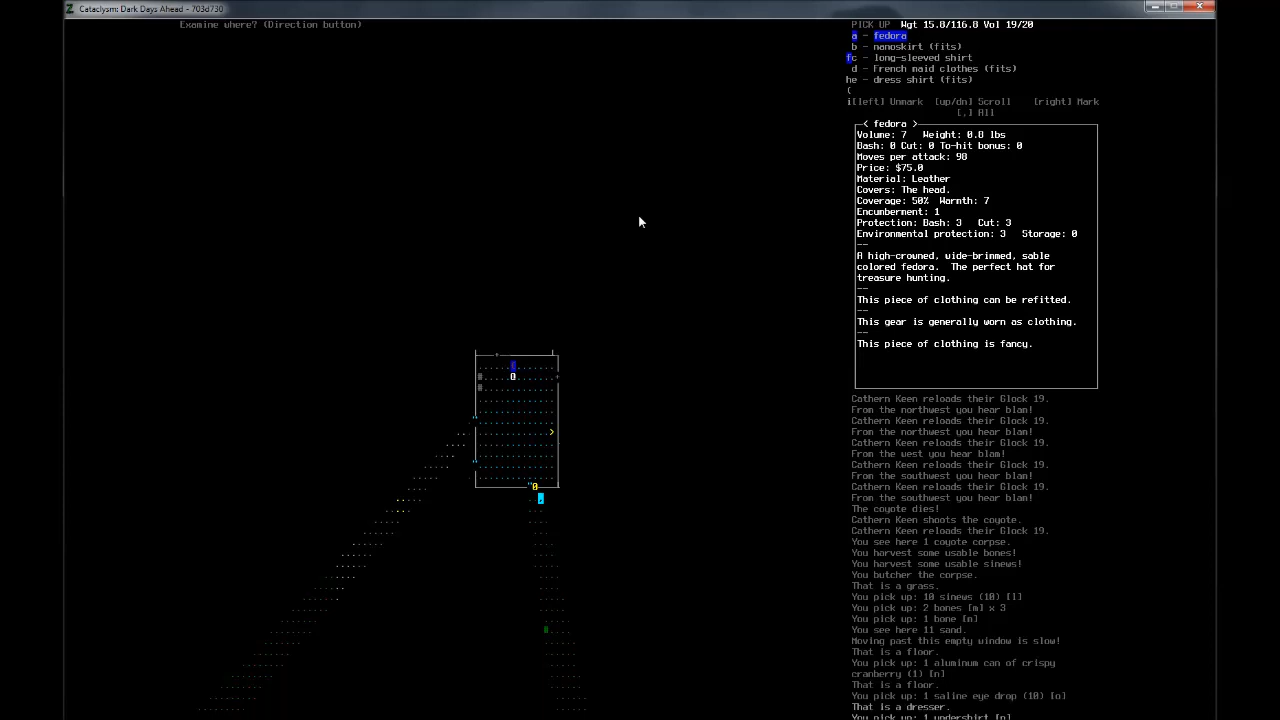 Cataclysm: Dark Days Ahead - 703d730
Examine where? (Direction button)
PICK UP  Wgt 15.8/116.8 Vol 19/20
a - fedora
b - nanoskirt (fits)
fc - long-sleeved shirt
d - French maid clothes (fits)
he - dress shirt (fits)
(
i[left] Unmark  [up/dn] Scroll  [right] Mark
[,] All
< fedora >
Volume: 7  Weight: 0.8 lbs
Bash: 0 Cut: 0 To-hit bonus: 0
Moves per attack: 98
Price: $75.0
Material: Leather
Covers: The head.
Coverage: 50%  Warmth: 7
Encumberment: 1
Protection: Bash: 3  Cut: 3
Environmental protection: 3  Storage: 0
--
A high-crowned, wide-brimmed, sable
colored fedora.  The perfect hat for
treasure hunting.
--
This piece of clothing can be refitted.
--
This gear is generally worn as clothing.
--
This piece of clothing is fancy.
Cathern Keen reloads their Glock 19.
From the northwest you hear blam!
Cathern Keen reloads their Glock 19.
From the northwest you hear blam!
Cathern Keen reloads their Glock 19.
From the west you hear blam!
Cathern Keen reloads their Glock 19.
From the southwest you hear blam!
Cathern Keen reloads their Glock 19.
From the southwest you hear blam!
The coyote dies!
Cathern Keen shoots the coyote.
Cathern Keen reloads their Glock 19.
You see here 1 coyote corpse.
You harvest some usable bones!
You harvest some usable sinews!
You butcher the corpse.
That is a grass.
You pick up: 10 sinews (10) [l]
You pick up: 2 bones [m] x 3
You pick up: 1 bone [m]
You see here 11 sand.
Moving past this empty window is slow!
That is a floor.
You pick up: 1 aluminum can of crispy
cranberry (1) [n]
That is a floor.
You pick up: 1 saline eye drop (10) [o]
That is a dresser.
You pick up: 1 undershirt [p]